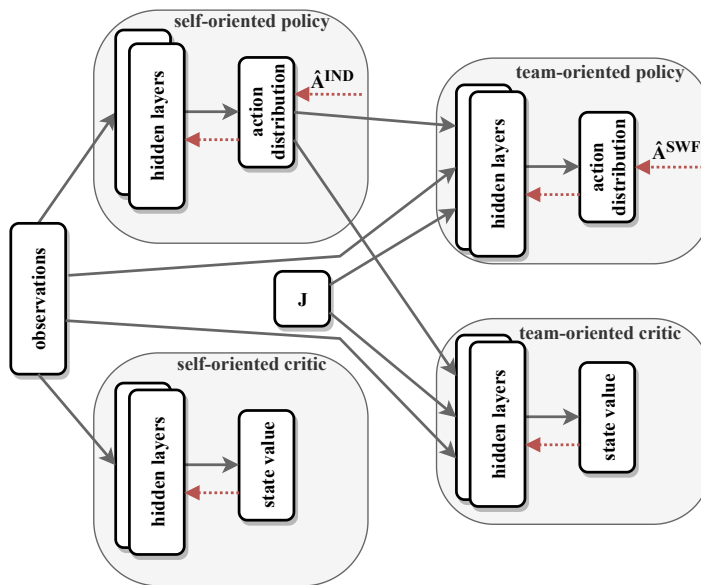 self-oriented policy
hidden layers
action
distribution
Â^IND
team-oriented policy
hidden layers
action
distribution
Â^SWF
observations
J
self-oriented critic
hidden layers
state value
team-oriented critic
hidden layers
state value